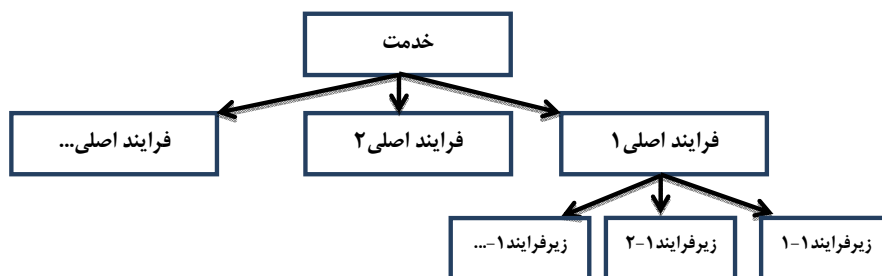 خدمت
فرایند اصلی۱
فرایند اصلی۲
فرایند اصلی...
زیرفرایند۱-۱
زیرفرایند۱-۲
زیرفرایند۱-...